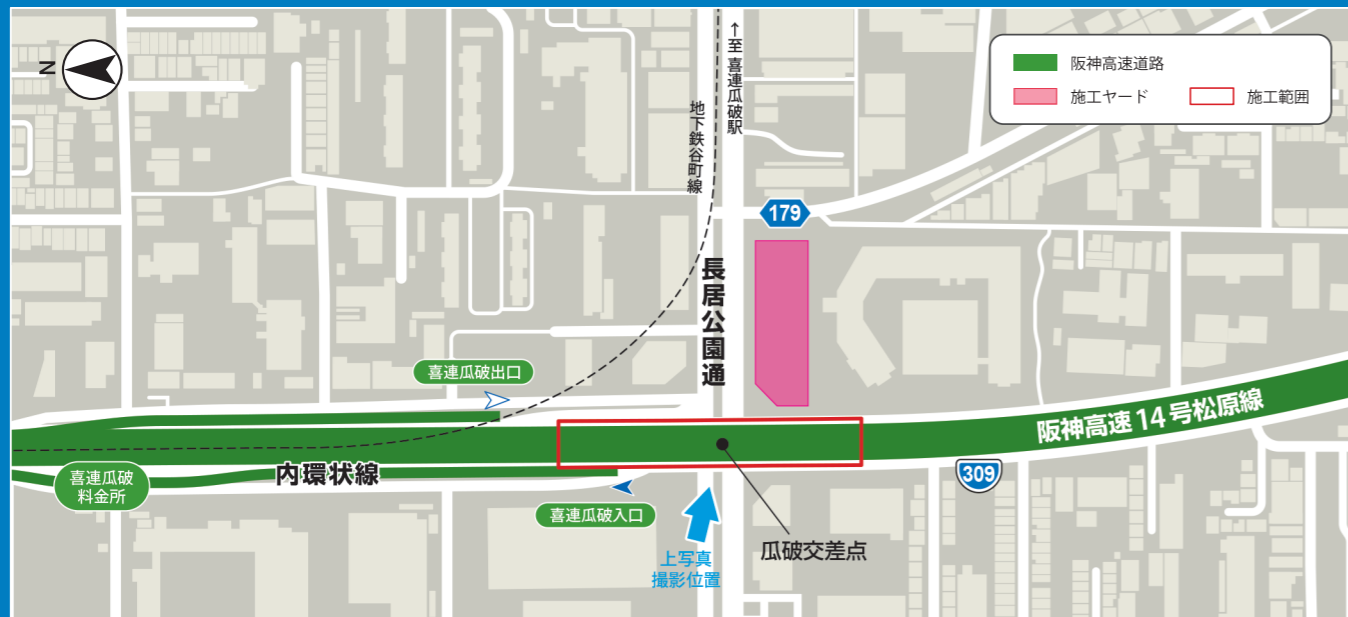 N
↑至 喜連瓜破駅
地下鉄谷町線
阪神高速道路
施工ヤード
施工範囲
179
長居公園通
喜連瓜破出口
阪神高速14号松原線
内環状線
喜連瓜破
料金所
309
喜連瓜破入口
瓜破交差点
上写真
撮影位置